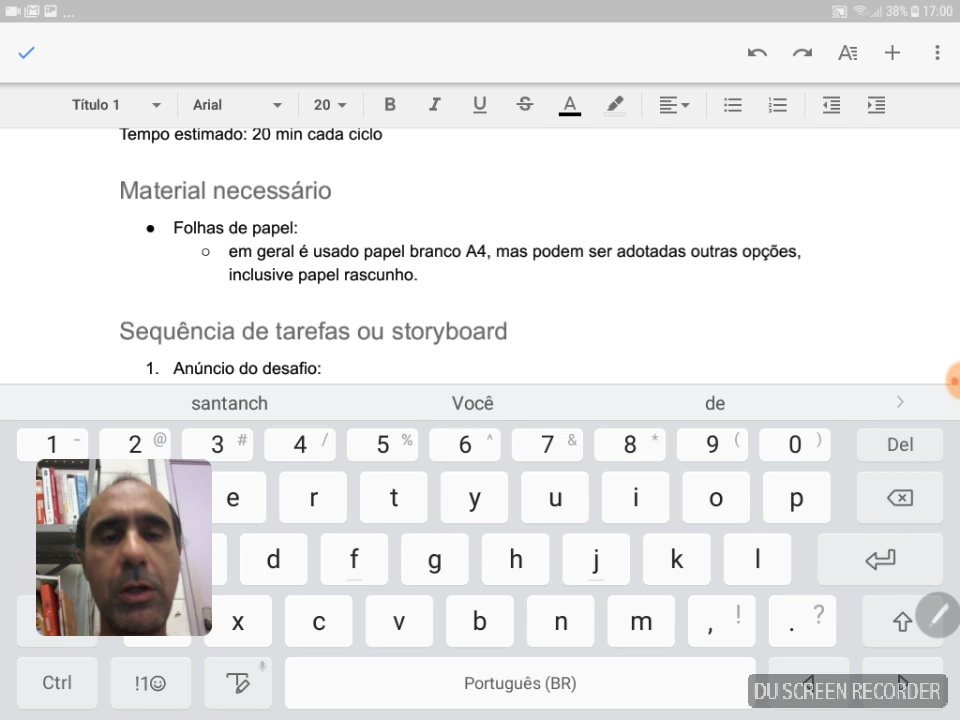 ... 38% 17:00
Título 1 Arial 20 B I U S A
Tempo estimado: 20 min cada ciclo
Material necessário
● Folhas de papel:
○ em geral é usado papel branco A4, mas podem ser adotadas outras opções,
inclusive papel rascunho.
Sequência de tarefas ou storyboard
1. Anúncio do desafio:
santanch Você de
1 - 2 @ 3 # 4 / 5 % 6 ^ 7 & 8 * 9 ( 0 ) Del
e r t y u i o p
d f g h j k l
x c v b n m , ! . ?
Ctrl !1☺ T Português (BR)
DU SCREEN RECORDER